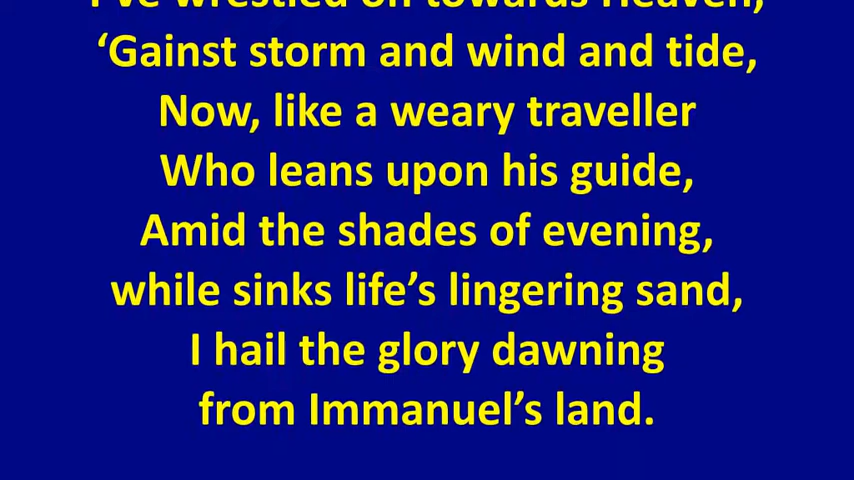 I've wrestled on towards Heaven,
‘Gainst storm and wind and tide,
Now, like a weary traveller
Who leans upon his guide,
Amid the shades of evening,
while sinks life’s lingering sand,
I hail the glory dawning
from Immanuel’s land.